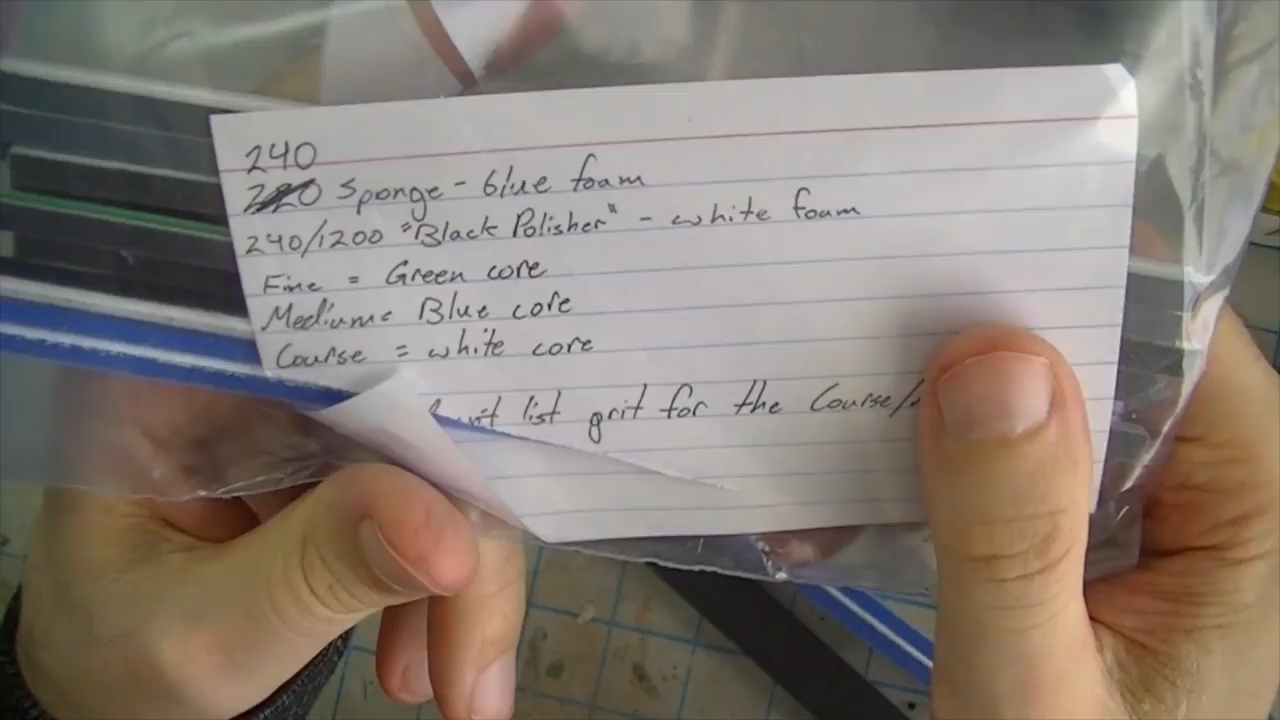 240
Sponge - blue foam
240/1200 "Black Polisher" - white foam
Fine = Green core
Medium = Blue core
Course = white core
list grit for the Course/